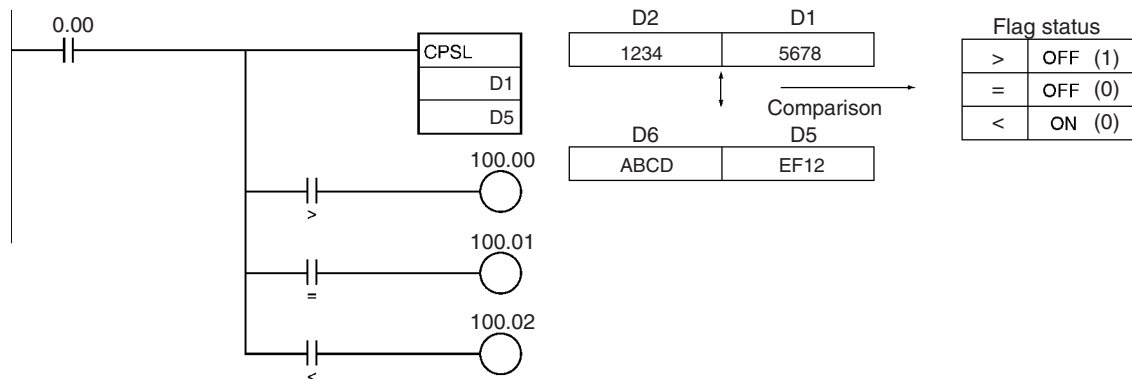 0.00
CPSL
D1
D5
100.00
>
100.01
=
100.02
<
D2 D1
1234 5678
Comparison
D6 D5
ABCD EF12
Flag status
> OFF (1)
= OFF (0)
< ON (0)